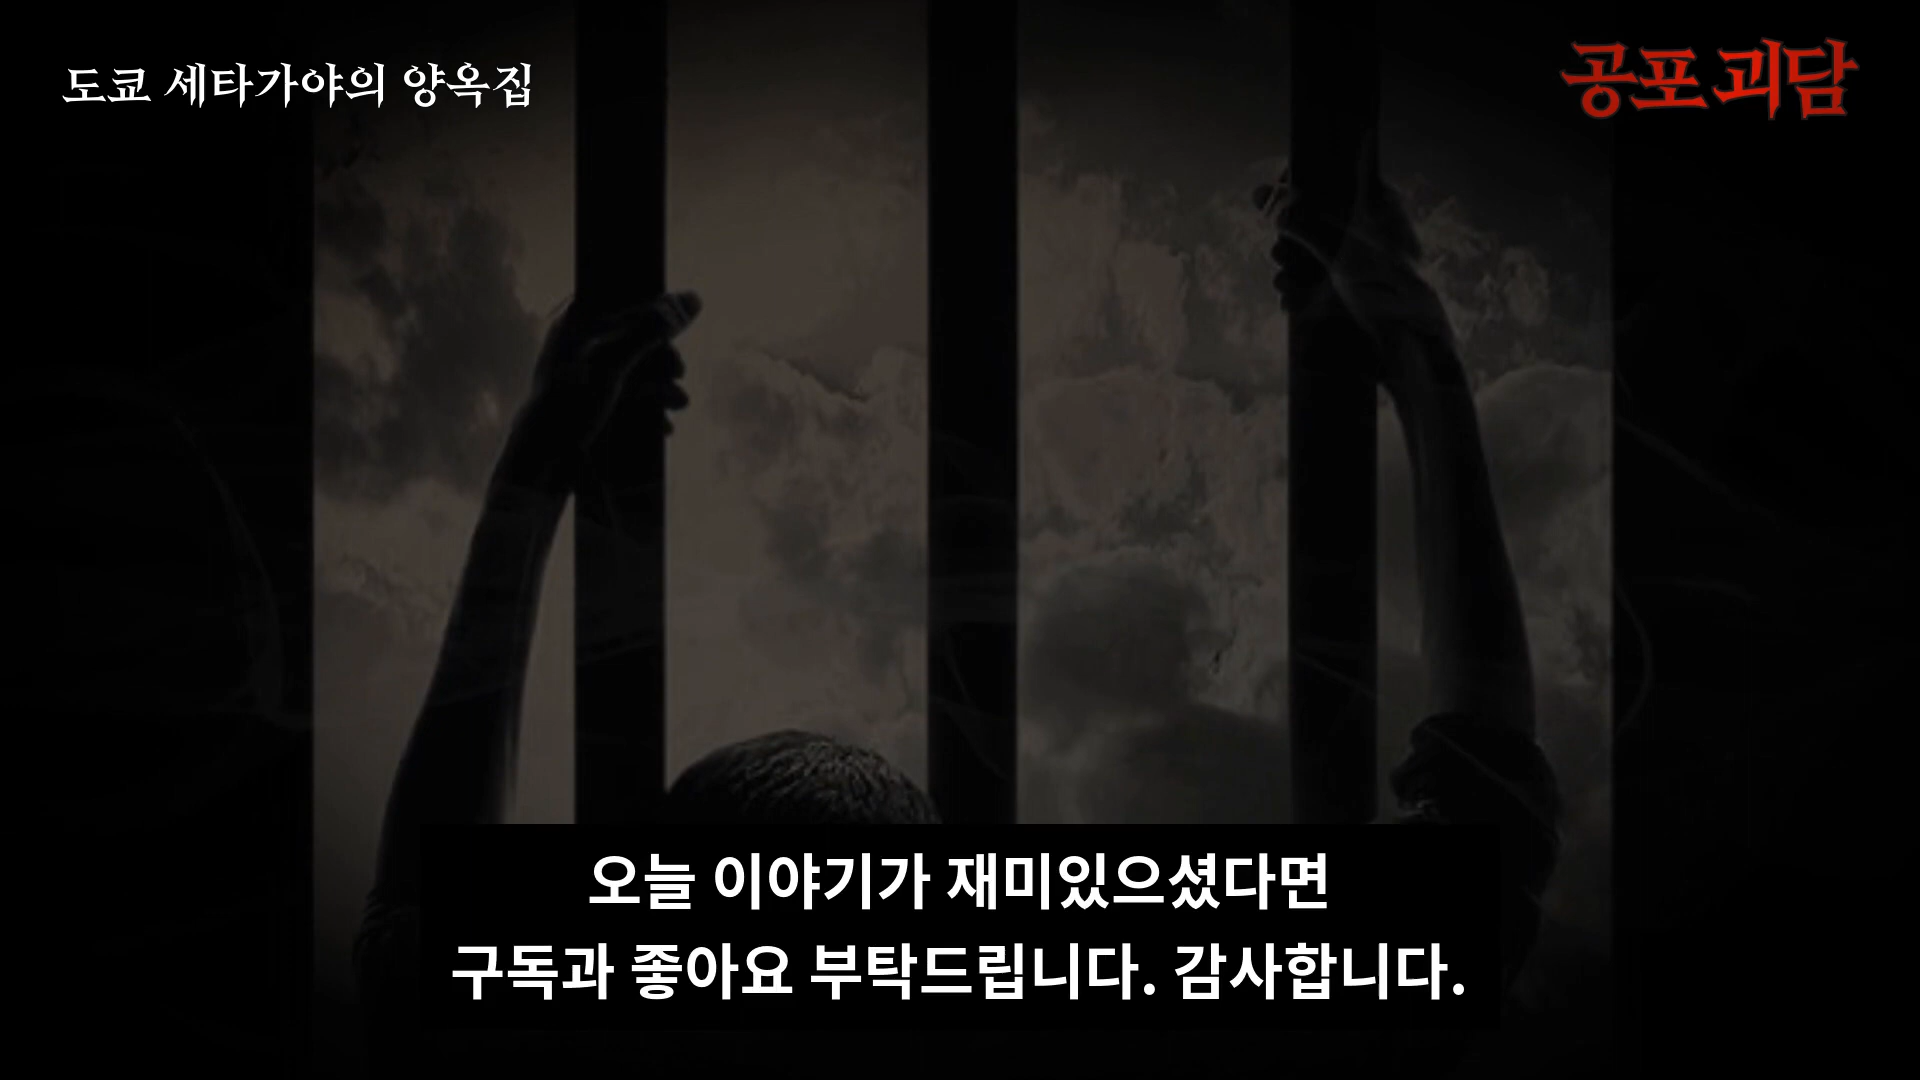 도쿄 세타가야의 양옥집
공포 괴담
오늘 이야기가 재미있으셨다면
구독과 좋아요 부탁드립니다. 감사합니다.